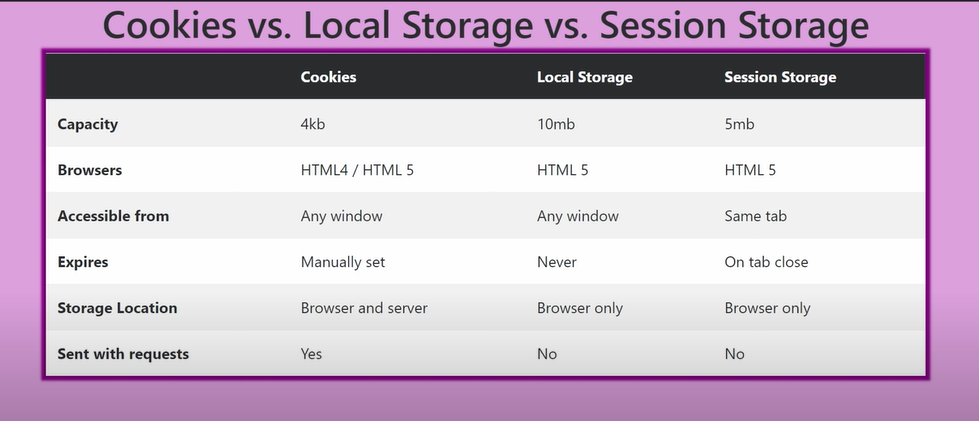 Cookies vs. Local Storage vs. Session Storage
Cookies Local Storage Session Storage
Capacity 4kb 10mb 5mb
Browsers HTML4 / HTML 5 HTML 5 HTML 5
Accessible from Any window Any window Same tab
Expires Manually set Never On tab close
Storage Location Browser and server Browser only Browser only
Sent with requests Yes No No